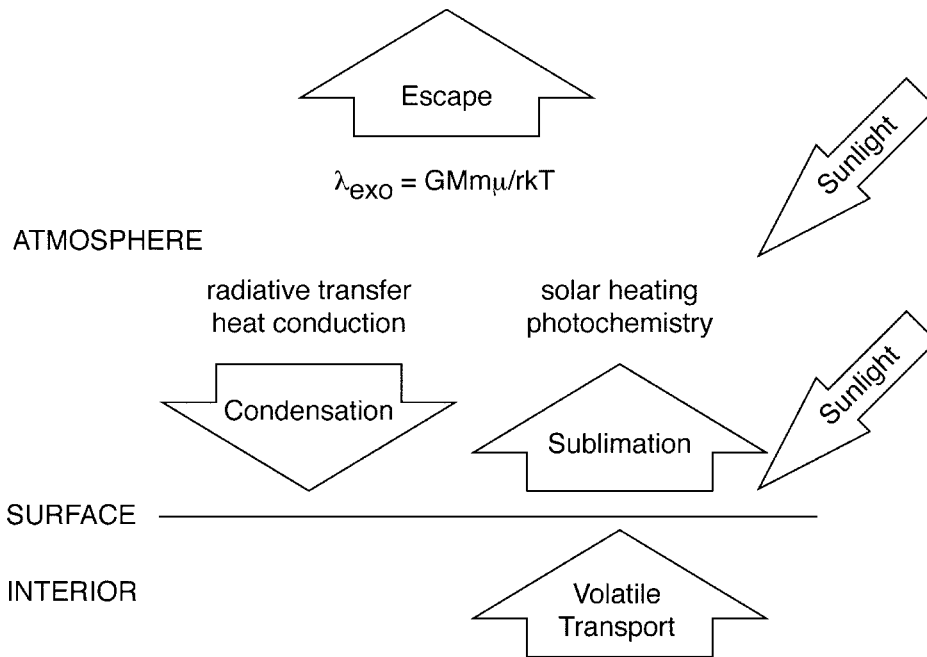 Escape
λexo = GMmμ/rkT
Sunlight
ATMOSPHERE
radiative transfer
heat conduction
solar heating
photochemistry
Sunlight
Condensation
Sublimation
SURFACE
INTERIOR
Volatile
Transport